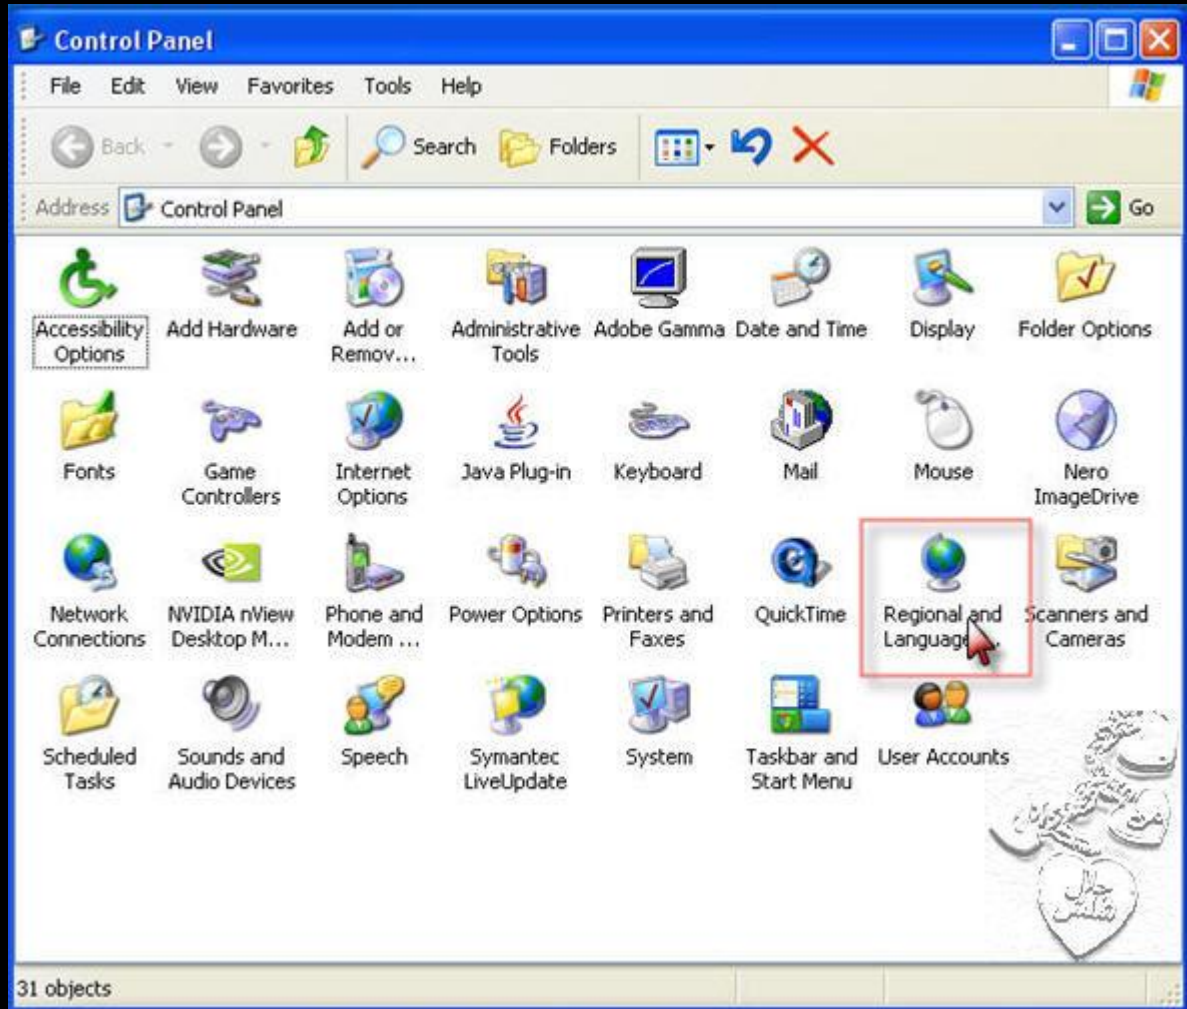 Control Panel
File Edit View Favorites Tools Help
Back Search Folders
Address Control Panel Go
Accessibility Options
Add Hardware
Add or Remov...
Administrative Tools
Adobe Gamma
Date and Time
Display
Folder Options
Fonts
Game Controllers
Internet Options
Java Plug-in
Keyboard
Mail
Mouse
Nero ImageDrive
Network Connections
NVIDIA nView Desktop M...
Phone and Modem ...
Power Options
Printers and Faxes
QuickTime
Regional and Language ...
Scanners and Cameras
Scheduled Tasks
Sounds and Audio Devices
Speech
Symantec LiveUpdate
System
Taskbar and Start Menu
User Accounts
جلال
31 objects